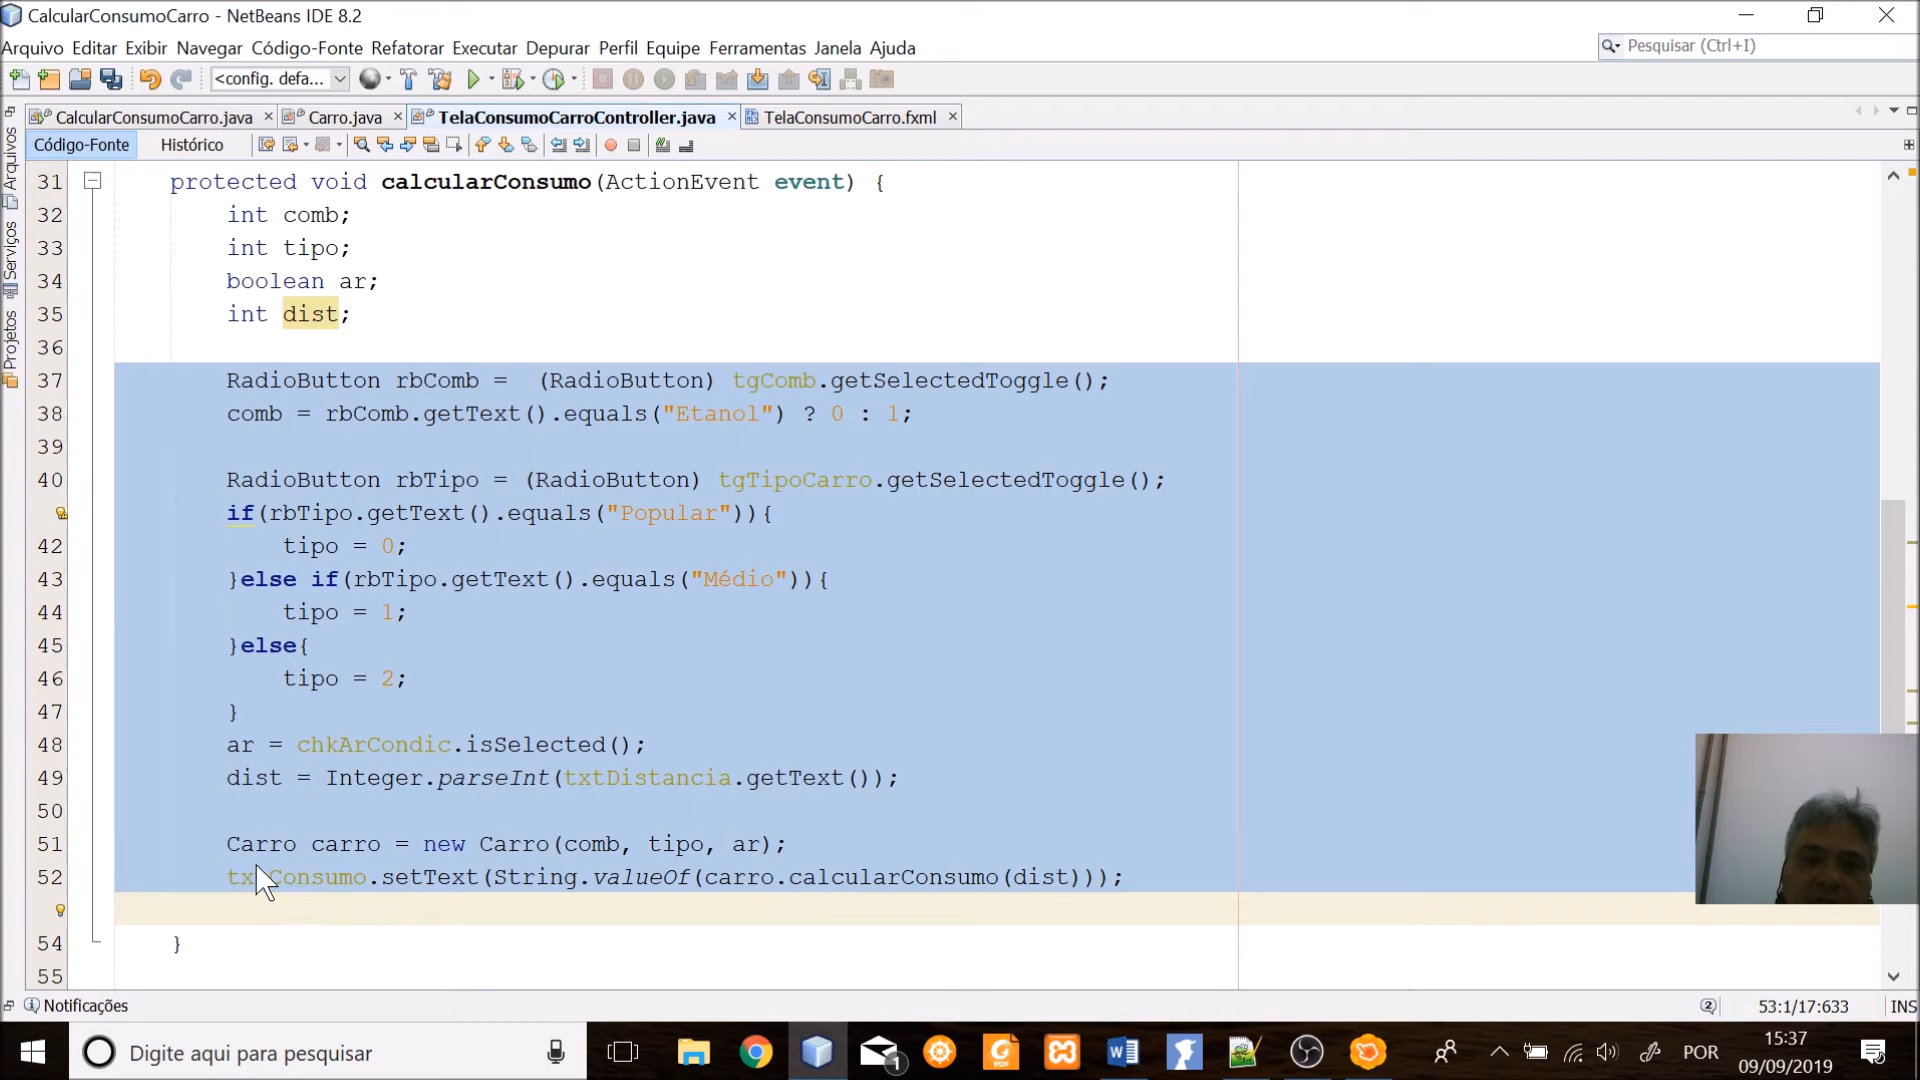 CalcularConsumoCarro - NetBeans IDE 8.2
Arquivo Editar Exibir Navegar Código-Fonte Refatorar Executar Depurar Perfil Equipe Ferramentas Janela Ajuda
Pesquisar (Ctrl+I)
<config. defa...
CalcularConsumoCarro.java Carro.java TelaConsumoCarroController.java TelaConsumoCarro.fxml
Código-Fonte Histórico
Arquivos
Serviços
Projetos
31 protected void calcularConsumo(ActionEvent event) {
32 int comb;
33 int tipo;
34 boolean ar;
35 int dist;
36
37 RadioButton rbComb = (RadioButton) tgComb.getSelectedToggle();
38 comb = rbComb.getText().equals("Etanol") ? 0 : 1;
39
40 RadioButton rbTipo = (RadioButton) tgTipoCarro.getSelectedToggle();
if(rbTipo.getText().equals("Popular")){
42 tipo = 0;
43 }else if(rbTipo.getText().equals("Médio")){
44 tipo = 1;
45 }else{
46 tipo = 2;
47 }
48 ar = chkArCondic.isSelected();
49 dist = Integer.parseInt(txtDistancia.getText());
50
51 Carro carro = new Carro(comb, tipo, ar);
52 txtConsumo.setText(String.valueOf(carro.calcularConsumo(dist)));
54 }
55
Notificações
2
53:1/17:633
INS
Digite aqui para pesquisar
1
POR
15:37
09/09/2019